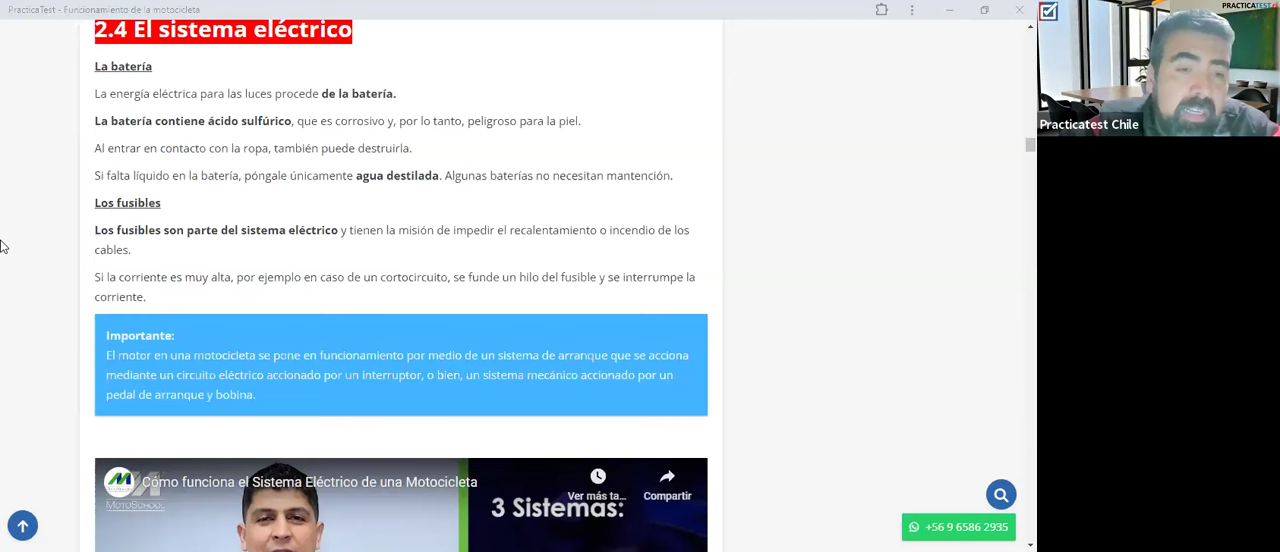 PracticaTest - Funcionamiento de la motocicleta
PRACTICATEST.cl
2.4 El sistema eléctrico
La batería
La energía eléctrica para las luces procede de la batería.
La batería contiene ácido sulfúrico, que es corrosivo y, por lo tanto, peligroso para la piel.
Practicatest Chile
Al entrar en contacto con la ropa, también puede destruirla.
Si falta líquido en la batería, póngale únicamente agua destilada. Algunas baterías no necesitan mantención.
Los fusibles
Los fusibles son parte del sistema eléctrico y tienen la misión de impedir el recalentamiento o incendio de los
cables.
Si la corriente es muy alta, por ejemplo en caso de un cortocircuito, se funde un hilo del fusible y se interrumpe la
corriente.
Importante:
El motor en una motocicleta se pone en funcionamiento por medio de un sistema de arranque que se acciona
mediante un circuito eléctrico accionado por un interruptor, o bien, un sistema mecánico accionado por un
pedal de arranque y bobina.
Cómo funciona el Sistema Eléctrico de una Motocicleta
MOTOSCHOOL
Ver más ta...
Compartir
3 Sistemas:
+56 9 6586 2935